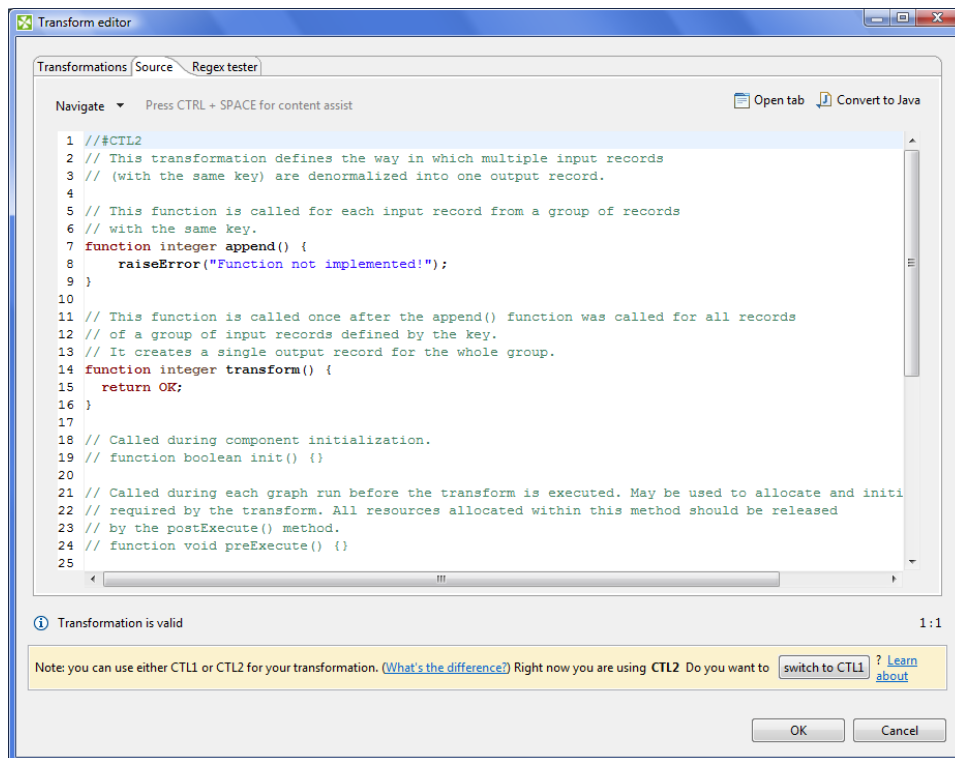 Transform editor
Transformations Source Regex tester
Navigate Press CTRL + SPACE for content assist Open tab Convert to Java
1 //#CTL2
2 // This transformation defines the way in which multiple input records
3 // (with the same key) are denormalized into one output record.
4
5 // This function is called for each input record from a group of records
6 // with the same key.
7 function integer append() {
8 raiseError("Function not implemented!");
9 }
10
11 // This function is called once after the append() function was called for all records
12 // of a group of input records defined by the key.
13 // It creates a single output record for the whole group.
14 function integer transform() {
15 return OK;
16 }
17
18 // Called during component initialization.
19 // function boolean init() {}
20
21 // Called during each graph run before the transform is executed. May be used to allocate and initi
22 // required by the transform. All resources allocated within this method should be released
23 // by the postExecute() method.
24 // function void preExecute() {}
25
Transformation is valid 1:1
Note: you can use either CTL1 or CTL2 for your transformation. (What's the difference?) Right now you are using CTL2 Do you want to switch to CTL1 ? Learn
about
OK Cancel